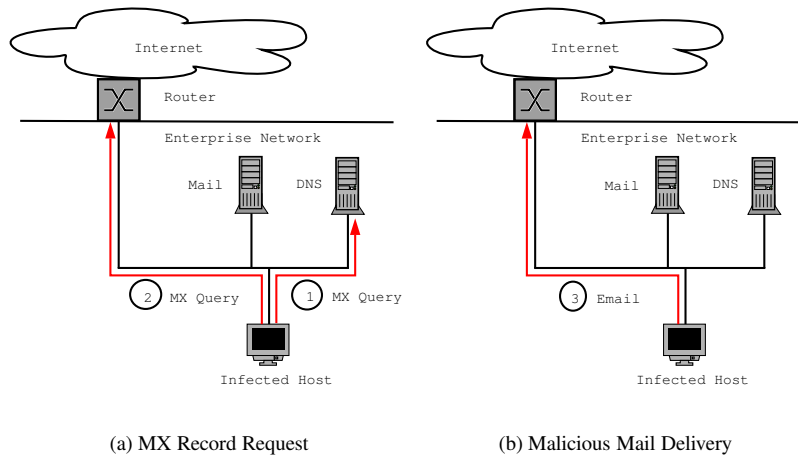 Internet
Router
Enterprise Network
Mail
DNS
2 MX Query
1 MX Query
Infected Host
(a) MX Record Request
Internet
Router
Enterprise Network
Mail
DNS
3 Email
Infected Host
(b) Malicious Mail Delivery